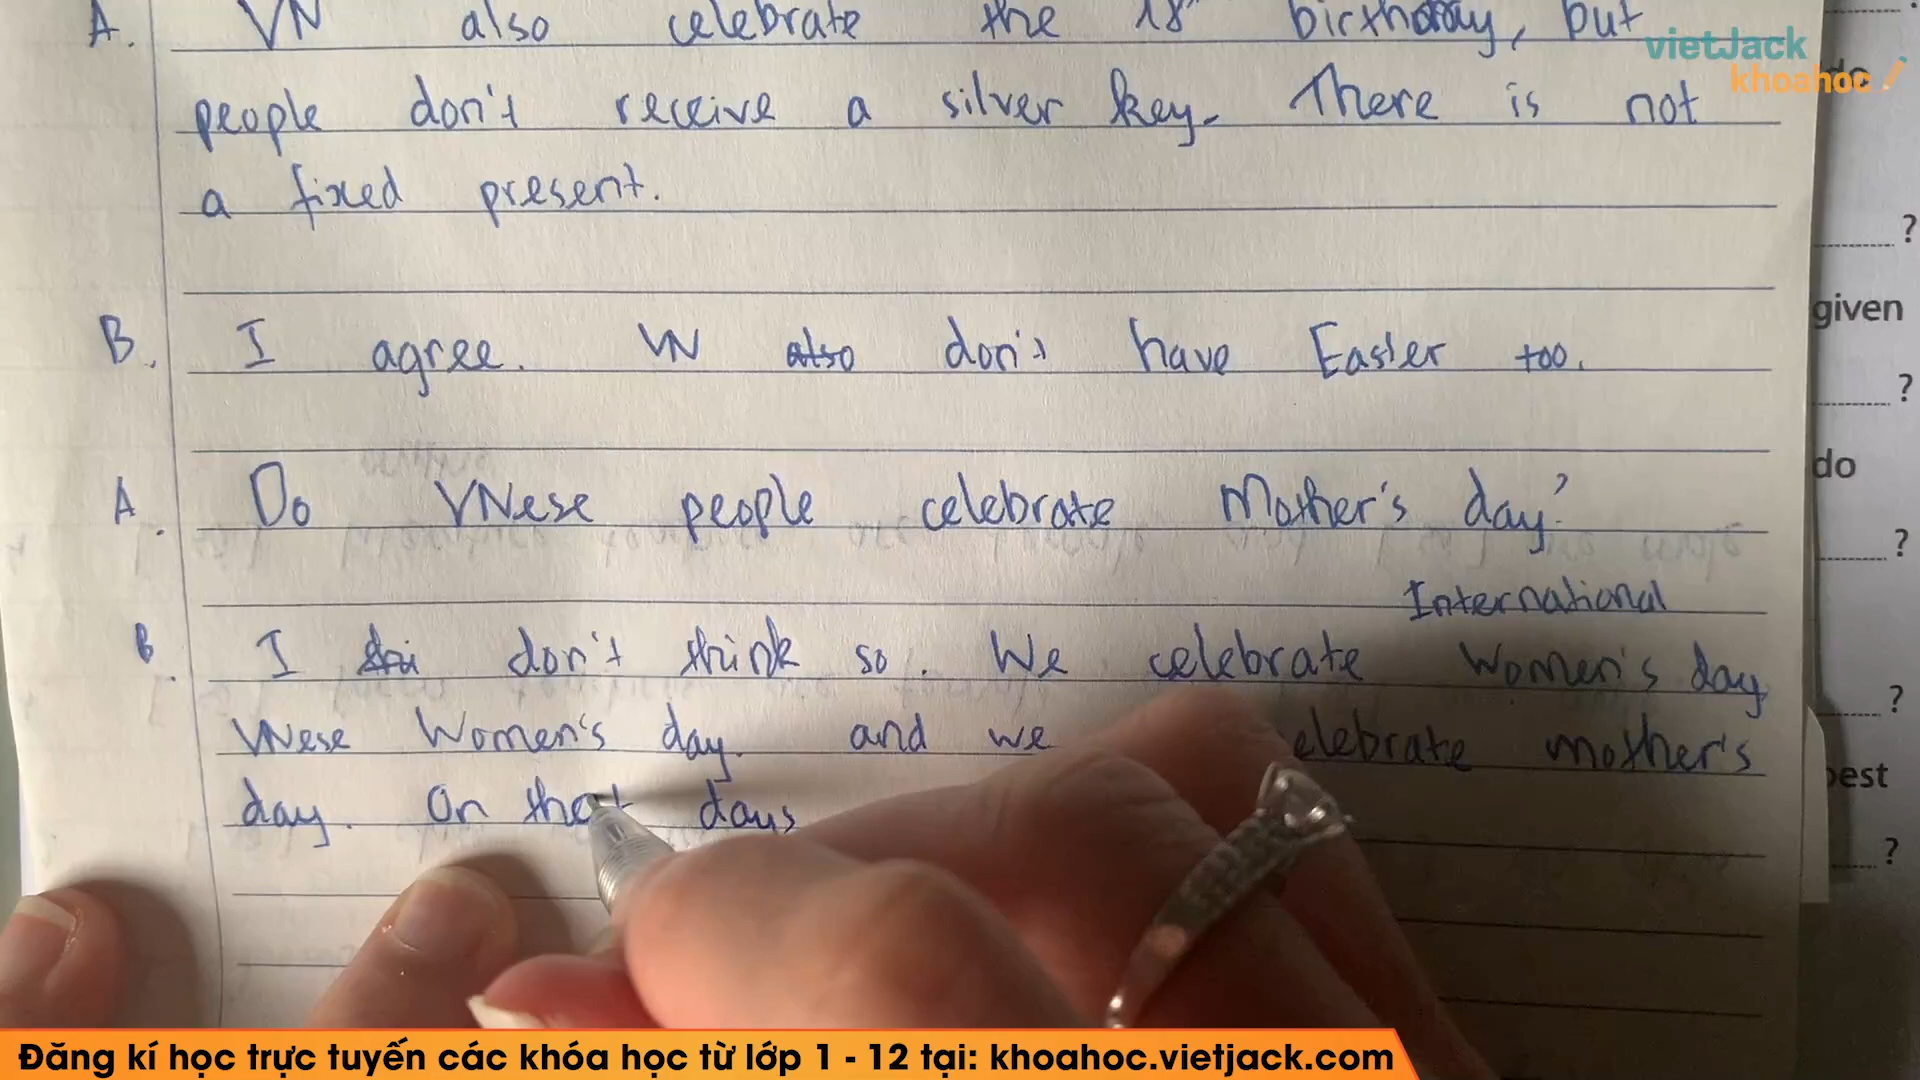 A. VN also celebrate the 18th birthday, but
people don't receive a silver key. There is not
a fixed present.
B. I agree. VN also don't have Easter too.
A. Do VNese people celebrate Mother's day?
International
B. I don't think so. We celebrate Women's day
VNese Women's day. and we celebrate mother's
day. On that days
vietJack
khoahoc
do
?
given
?
do
?
?
best
?
Đăng kí học trực tuyến các khóa học từ lớp 1 - 12 tại: khoahoc.vietjack.com